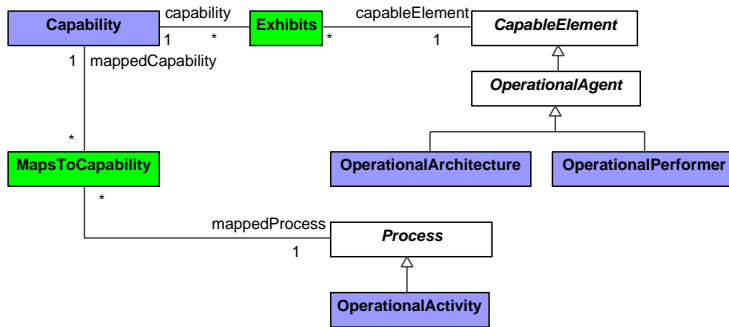 capability
capableElement
Capability
Exhibits
CapableElement
1
*
*
1
1
mappedCapability
OperationalAgent
*
MapsToCapability
OperationalArchitecture
OperationalPerformer
*
mappedProcess
Process
1
OperationalActivity